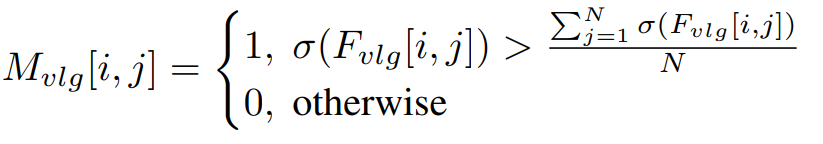 $M_{vlg}[i,j] = \begin{cases} 1, & \sigma(F_{vlg}[i,j]) > \frac{\sum_{j=1}^{N} \sigma(F_{vlg}[i,j])}{N} \\ 0, & \text{otherwise} \end{cases}$